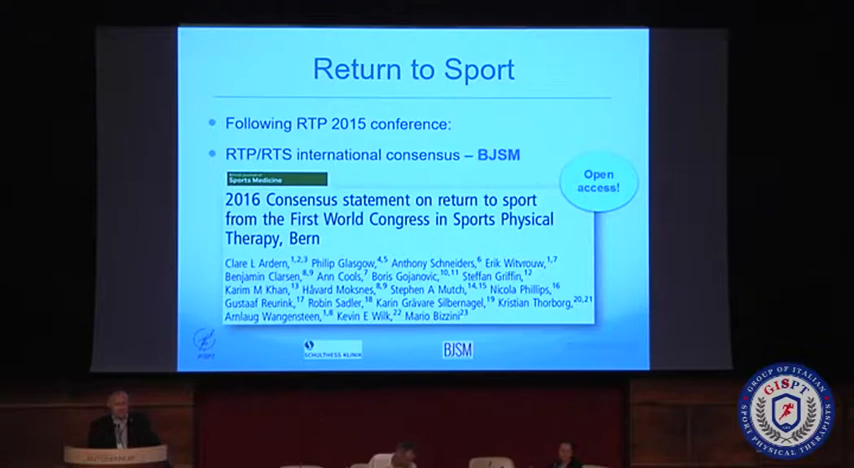 Return to Sport
Following RTP 2015 conference:
RTP/RTS international consensus – BJSM
Open
access!
British Journal of
Sports Medicine
2016 Consensus statement on return to sport
from the First World Congress in Sports Physical
Therapy, Bern
Clare L Ardern,1,2,3 Philip Glasgow,4,5 Anthony Schneiders,6 Erik Witvrouw,1,7
Benjamin Clarsen,8,9 Ann Cools,7 Boris Gojanovic,10,11 Steffan Griffin,12
Karim M Khan,13 Håvard Moksnes,8,9 Stephen A Mutch,14,15 Nicola Phillips,16
Gustaaf Reurink,17 Robin Sadler,18 Karin Grävare Silbernagel,19 Kristian Thorborg,20,21
Arnlaug Wangensteen,1,8 Kevin E Wilk,22 Mario Bizzini23
SCHULTHESS KLINIK
BJSM
GROUP OF ITALIAN
GISPT
SPORT PHYSICAL THERAPISTS